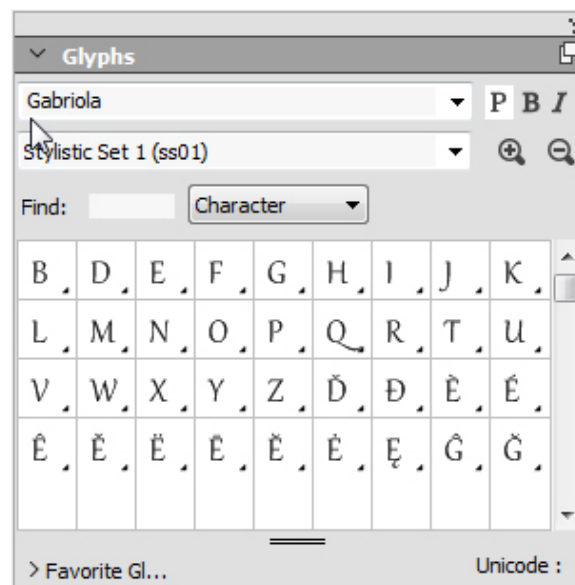 Glyphs
Gabriola
P B I
Stylistic Set 1 (ss01)
Find:
Character
B D E F G H I J K
L M N O P Q R T U
V W X Y Z Ď Đ È É
Ê Ě Ë Ē Ĕ Ė Ę Ĝ Ğ
> Favorite Gl...
Unicode :